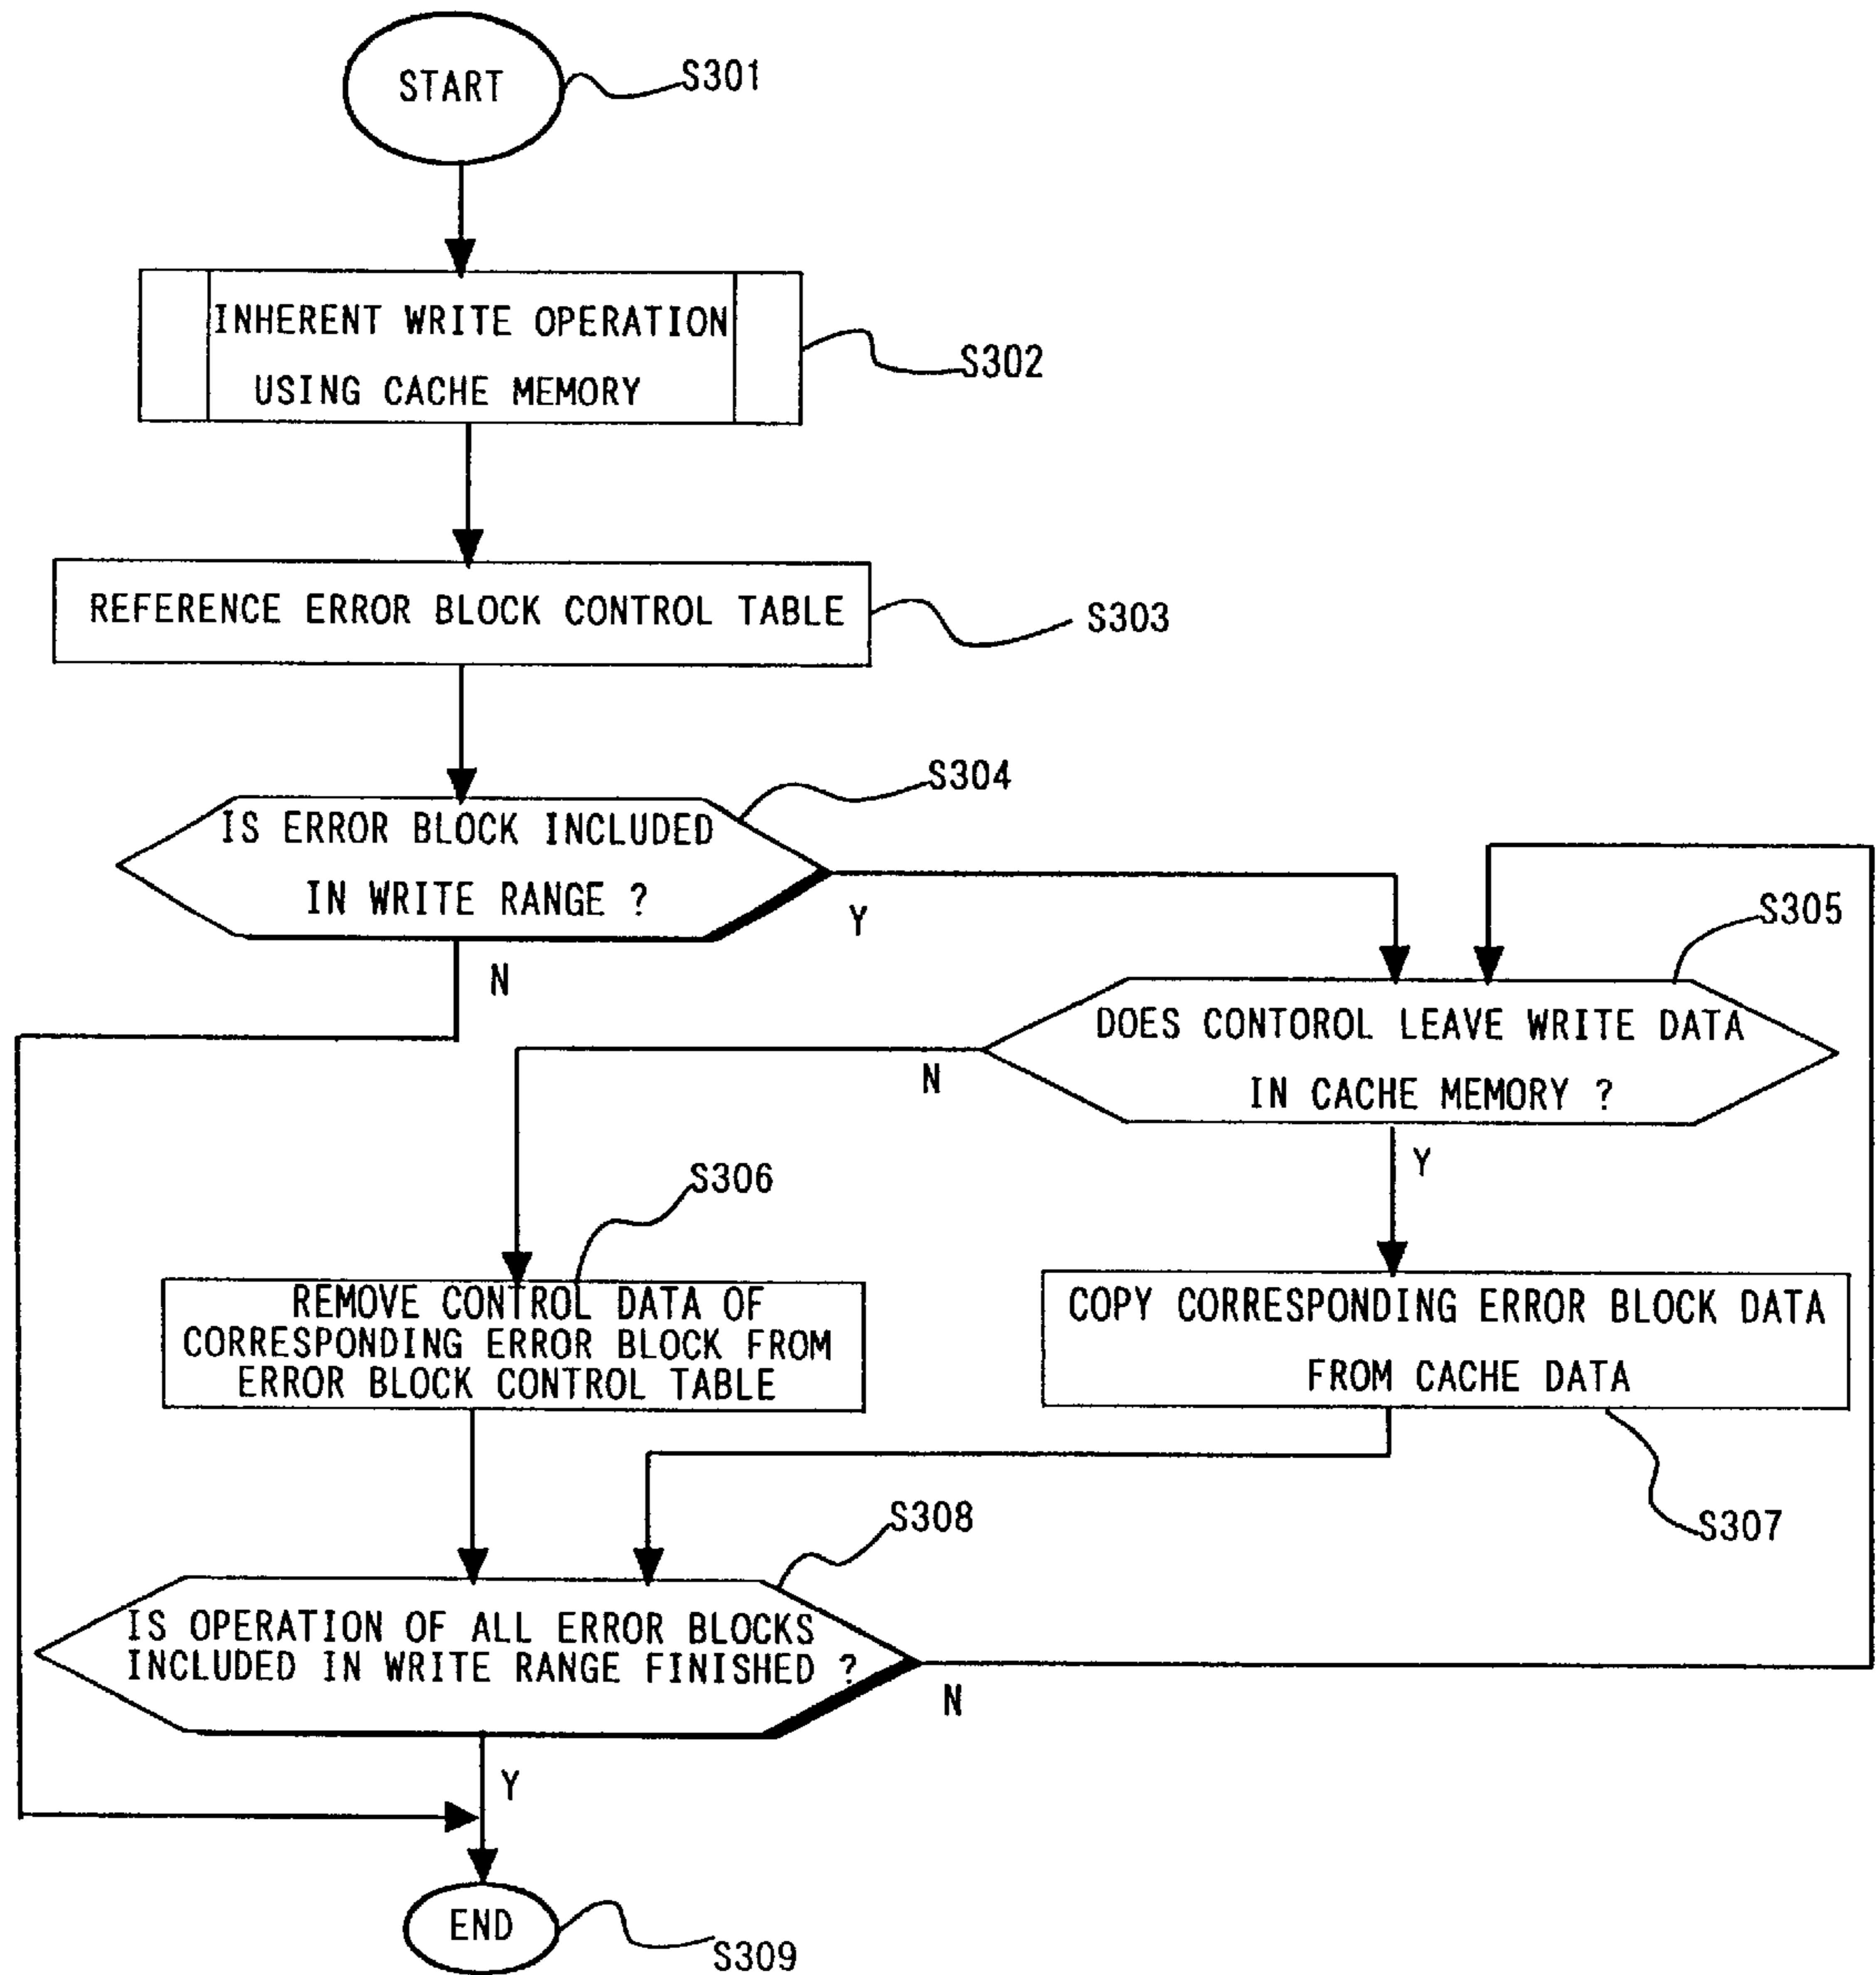 START
S301
INHERENT WRITE OPERATION
USING CACHE MEMORY
S302
REFERENCE ERROR BLOCK CONTROL TABLE
S303
S304
IS ERROR BLOCK INCLUDED
IN WRITE RANGE ?
Y
N
S305
DOES CONTOROL LEAVE WRITE DATA
IN CACHE MEMORY ?
N
Y
S306
REMOVE CONTROL DATA OF
CORRESPONDING ERROR BLOCK FROM
ERROR BLOCK CONTROL TABLE
COPY CORRESPONDING ERROR BLOCK DATA
FROM CACHE DATA
S307
S308
IS OPERATION OF ALL ERROR BLOCKS
INCLUDED IN WRITE RANGE FINISHED ?
N
Y
END
S309